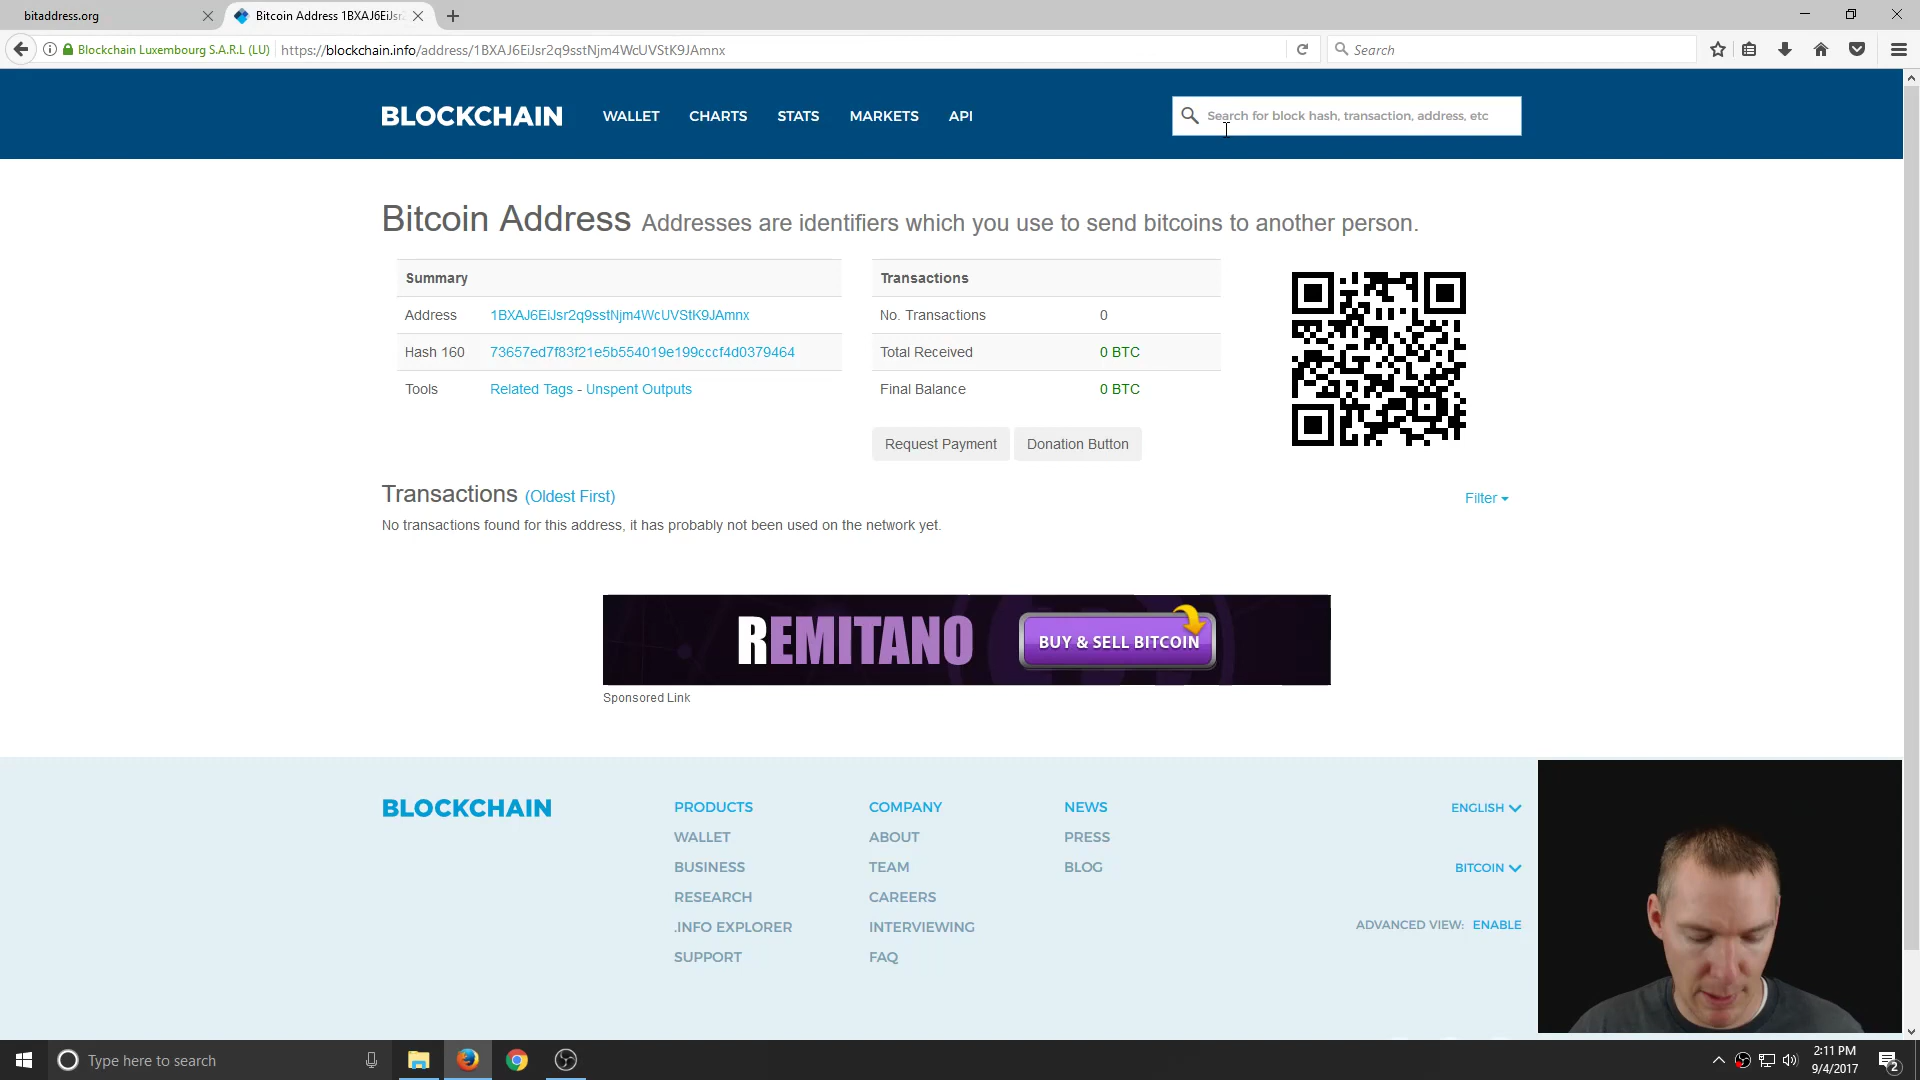 bitaddress.org
Bitcoin Address 1BXAJ6EiJsr2
Blockchain Luxembourg S.A.R.L (LU)
https://blockchain.info/address/1BXAJ6EiJsr2q9sstNjm4WcUVStK9JAmnx
Search
BLOCKCHAIN
WALLET
CHARTS
STATS
MARKETS
API
Search for block hash, transaction, address, etc
Bitcoin Address Addresses are identifiers which you use to send bitcoins to another person.
Summary
Address 1BXAJ6EiJsr2q9sstNjm4WcUVStK9JAmnx
Hash 160 73657ed7f83f21e5b554019e199cccf4d0379464
Tools Related Tags - Unspent Outputs
Transactions
No. Transactions 0
Total Received 0 BTC
Final Balance 0 BTC
Request Payment
Donation Button
Transactions (Oldest First)
Filter
No transactions found for this address, it has probably not been used on the network yet.
REMITANO
BUY & SELL BITCOIN
Sponsored Link
BLOCKCHAIN
PRODUCTS
WALLET
BUSINESS
RESEARCH
.INFO EXPLORER
SUPPORT
COMPANY
ABOUT
TEAM
CAREERS
INTERVIEWING
FAQ
NEWS
PRESS
BLOG
ENGLISH
BITCOIN
ADVANCED VIEW: ENABLE
Type here to search
2:11 PM
9/4/2017
2